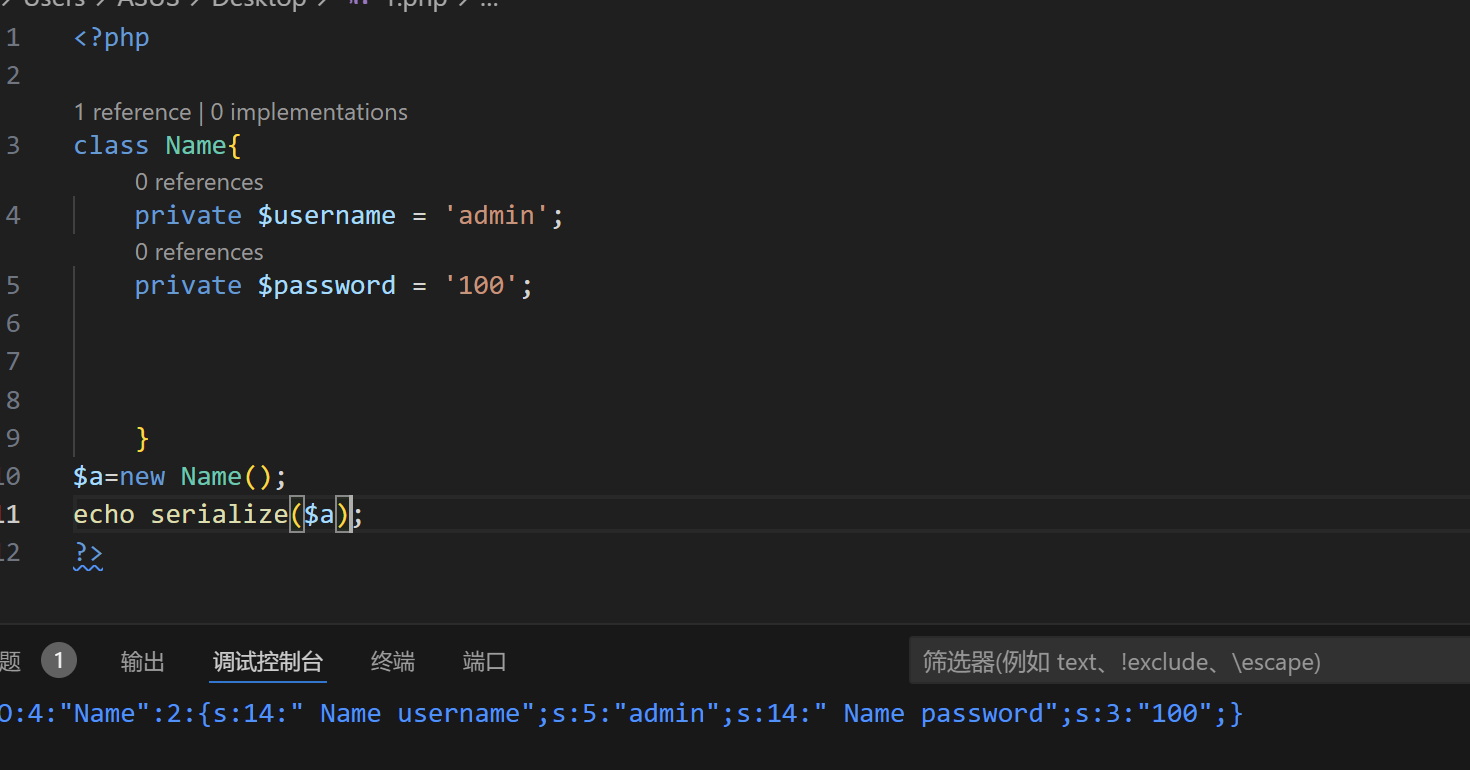 Users > ASUS > Desktop > 1.php > ...
1 <?php
2
1 reference | 0 implementations
3 class Name{
0 references
4 private $username = 'admin';
0 references
5 private $password = '100';
6
7
8
9 }
10 $a=new Name();
11 echo serialize($a);
12 ?>
题 1 输出 调试控制台 终端 端口 筛选器(例如 text、!exclude、\escape)
O:4:"Name":2:{s:14:" Name username";s:5:"admin";s:14:" Name password";s:3:"100";}